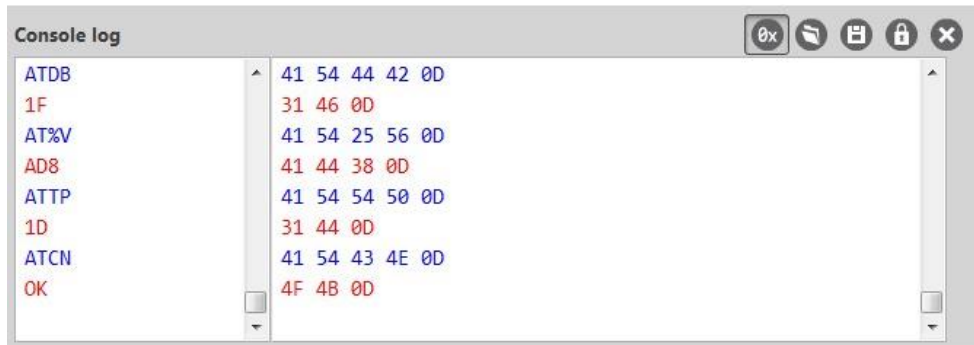 Console log 0x
ATDB 41 54 44 42 0D
1F 31 46 0D
AT%V 41 54 25 56 0D
AD8 41 44 38 0D
ATTP 41 54 54 50 0D
1D 31 44 0D
ATCN 41 54 43 4E 0D
OK 4F 4B 0D